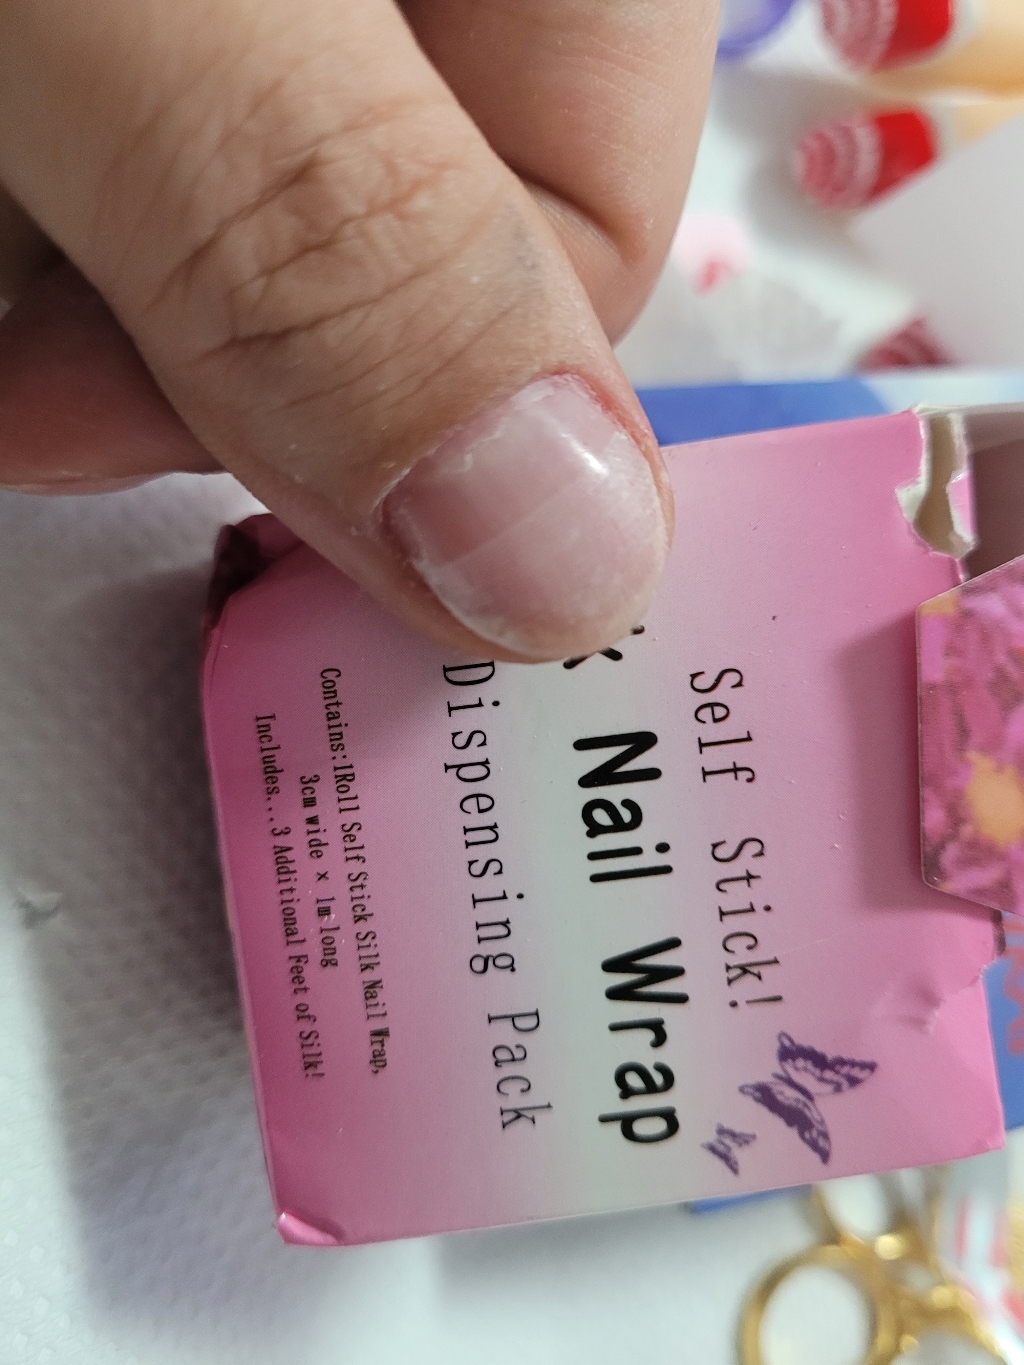 Self Stick!
Nail Wrap
Dispensing Pack
Contains:1Roll Self Stick Silk Nail Wrap,
3cm wide x 1m long
Includes...3 Additional Feet of Silk!